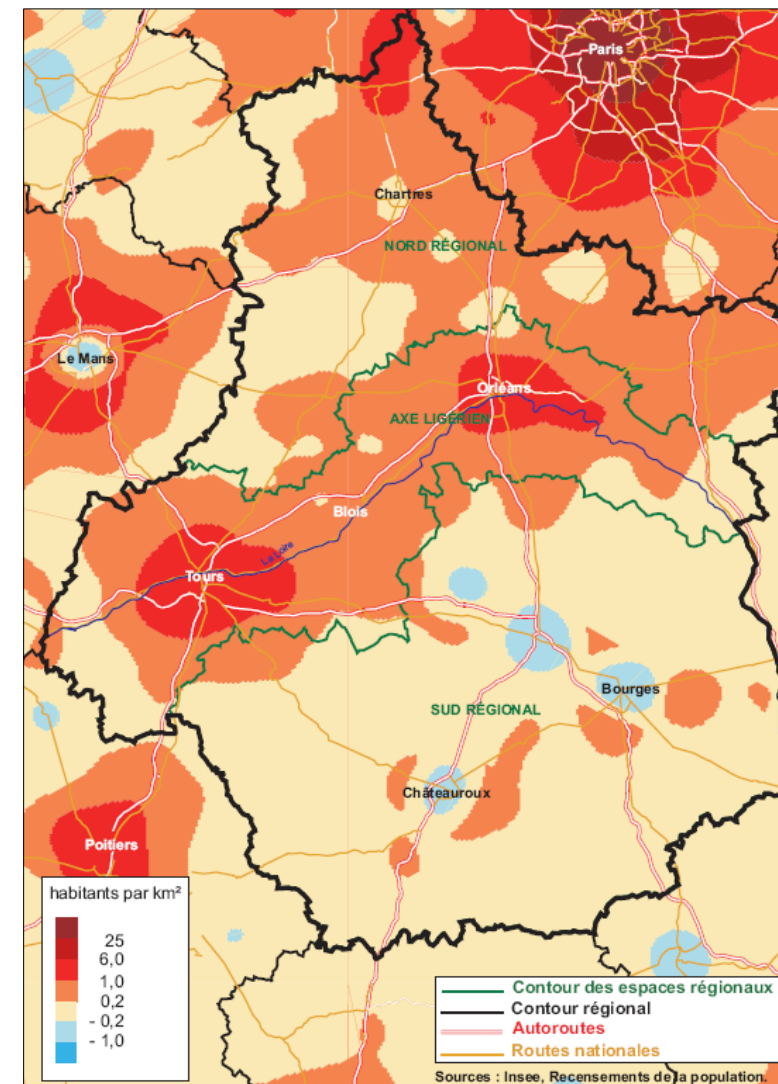 Paris
Chartres
NORD RÉGIONAL
Le Mans
Orléans
AXE LIGÉRIEN
Blois
La Loire
Tours
Bourges
SUD RÉGIONAL
Châteauroux
Poitiers
habitants par km²
25
6,0
1,0
0,2
- 0,2
- 1,0
Contour des espaces régionaux
Contour régional
Autoroutes
Routes nationales
Sources : Insee, Recensements de la population.